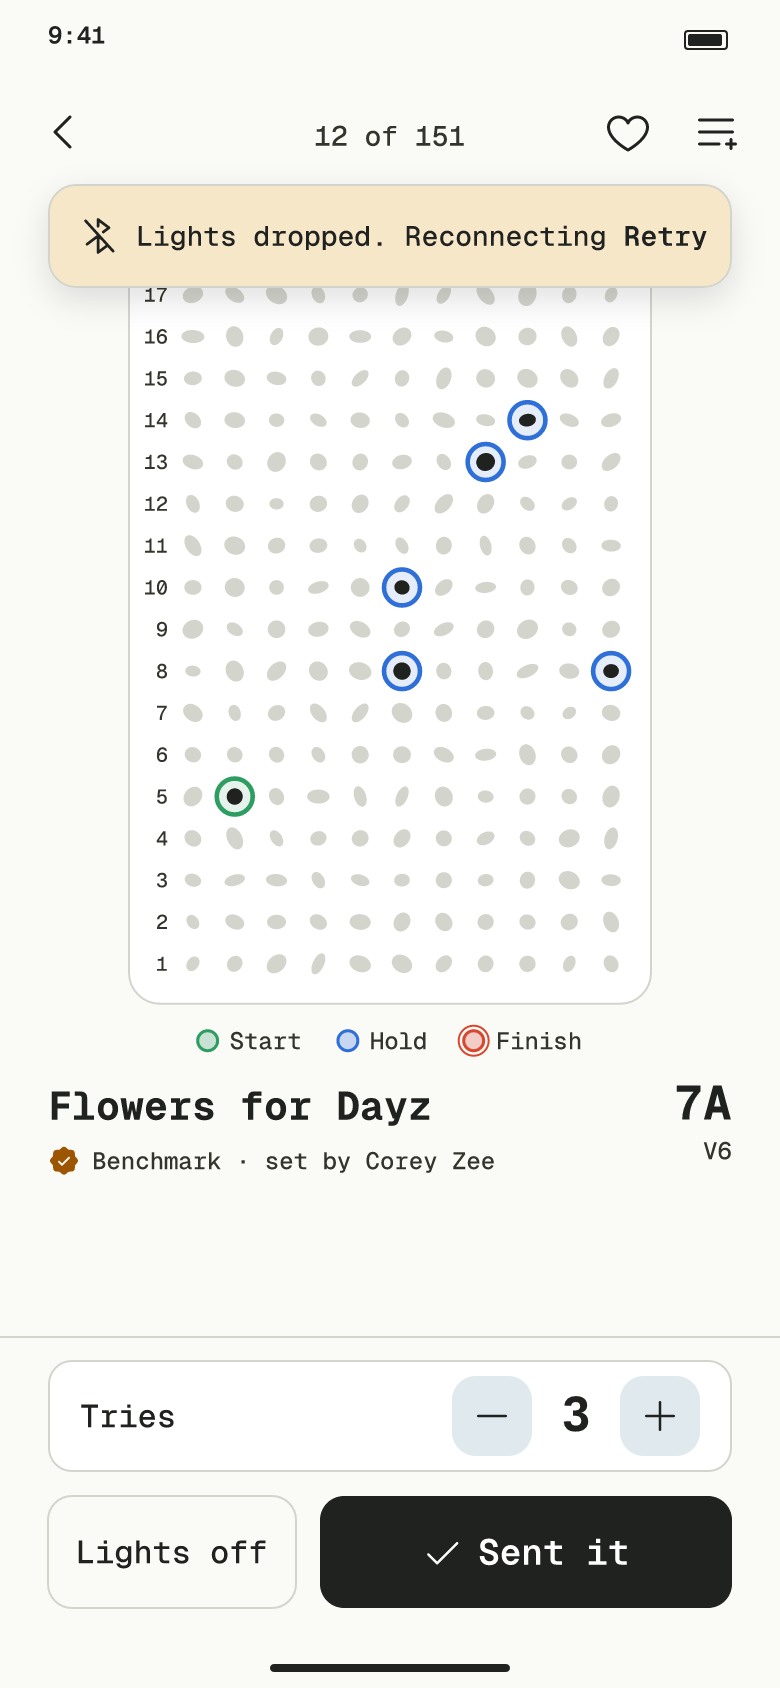 9:41
12 of 151
Lights dropped. Reconnecting Retry
17
16
15
14
13
12
11
10
9
8
7
6
5
4
3
2
1
Start Hold Finish
Flowers for Dayz 7A
Benchmark · set by Corey Zee V6
Tries 3
Lights off Sent it